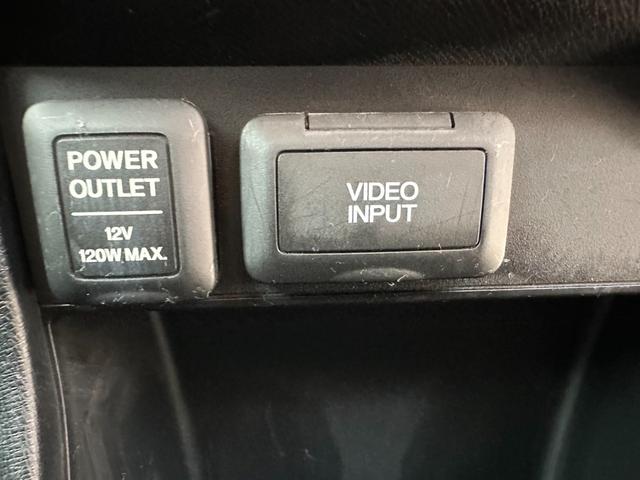 POWER
OUTLET
12V
120W MAX.
VIDEO
INPUT